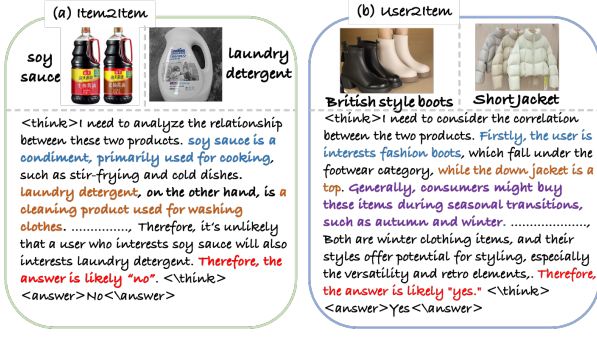 (a) Item2Item
soy
sauce
laundry
detergent
<think>I need to analyze the relationship
between these two products. soy sauce is a
condiment, primarily used for cooking,
such as stir-frying and cold dishes.
laundry detergent, on the other hand, is a
cleaning product used for washing
clothes. .............., Therefore, it's unlikely
that a user who interests soy sauce will also
interests laundry detergent. Therefore, the
answer is likely "no". <\think>
<answer>No<\answer>
(b) User2Item
British style boots
Short Jacket
<think>I need to consider the correlation
between the two products. Firstly, the user is
interests fashion boots, which fall under the
footwear category, while the down jacket is a
top. Generally, consumers might buy
these items during seasonal transitions,
such as autumn and winter. ....................,
Both are winter clothing items, and their
styles offer potential for styling, especially
the versatility and retro elements,. Therefore,
the answer is likely "yes." <\think>
<answer>Yes<\answer>